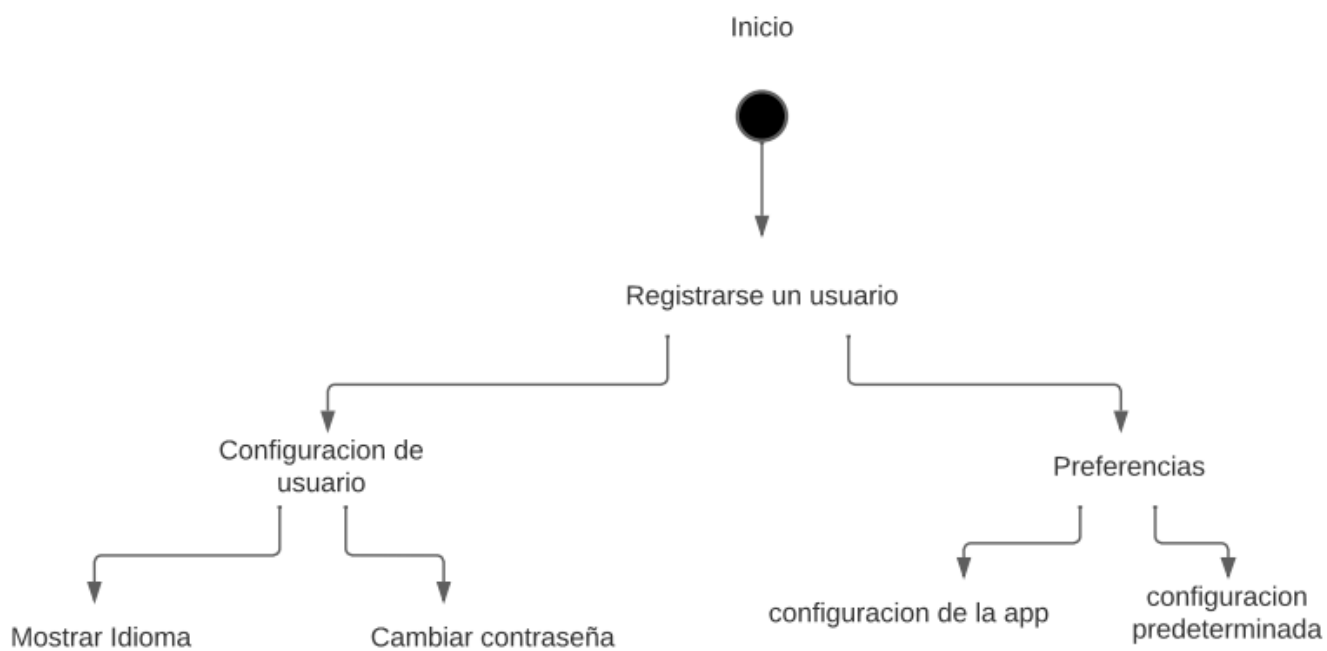 Inicio
Registrarse un usuario
Configuracion de
usuario
Preferencias
Mostrar Idioma
Cambiar contraseña
configuracion de la app
configuracion
predeterminada